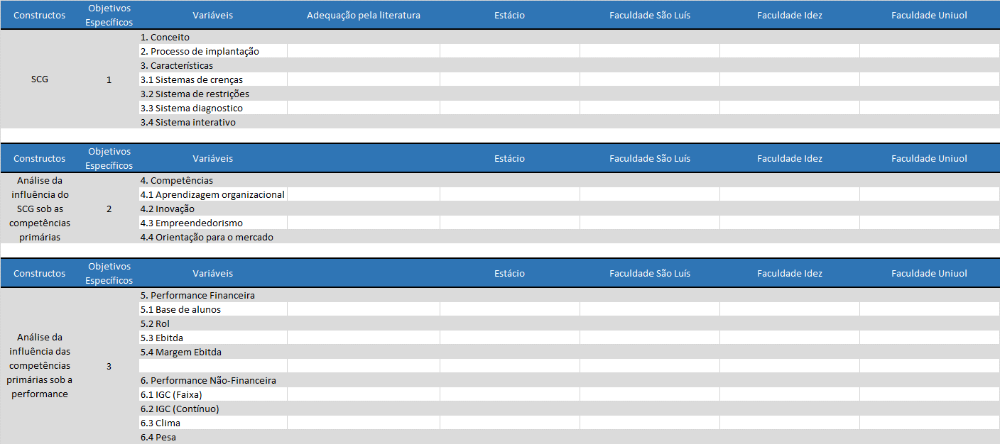 Constructos Objetivos Específicos Variáveis Adequação pela literatura Estácio Faculdade São Luís Faculdade Idez Faculdade Uniuol
SCG
1
1. Conceito
2. Processo de implantação
3. Características
3.1 Sistemas de crenças
3.2 Sistema de restrições
3.3 Sistema diagnostico
3.4 Sistema interativo
Constructos Objetivos Específicos Variáveis Estácio Faculdade São Luís Faculdade Idez Faculdade Uniuol
Análise da
influência do
SCG sob as
competências
primárias
2
4. Competências
4.1 Aprendizagem organizacional
4.2 Inovação
4.3 Empreendedorismo
4.4 Orientação para o mercado
Constructos Objetivos Específicos Variáveis Estácio Faculdade São Luís Faculdade Idez Faculdade Uniuol
Análise da
influência das
competências
primárias sob a
performance
3
5. Performance Financeira
5.1 Base de alunos
5.2 Rol
5.3 Ebitda
5.4 Margem Ebitda
6. Performance Não-Financeira
6.1 IGC (Faixa)
6.2 IGC (Contínuo)
6.3 Clima
6.4 Pesa